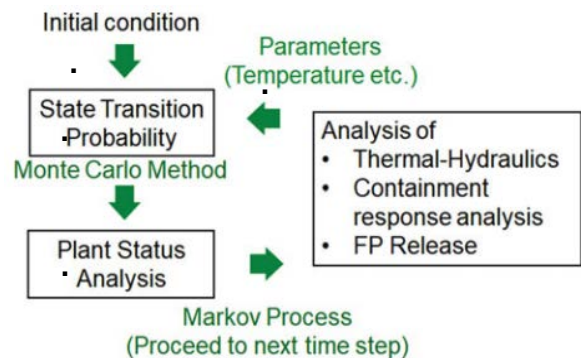 Initial condition
Parameters
(Temperature etc.)
State Transition
Probability
Monte Carlo Method
Analysis of
• Thermal-Hydraulics
• Containment
response analysis
• FP Release
Plant Status
Analysis
Markov Process
(Proceed to next time step)